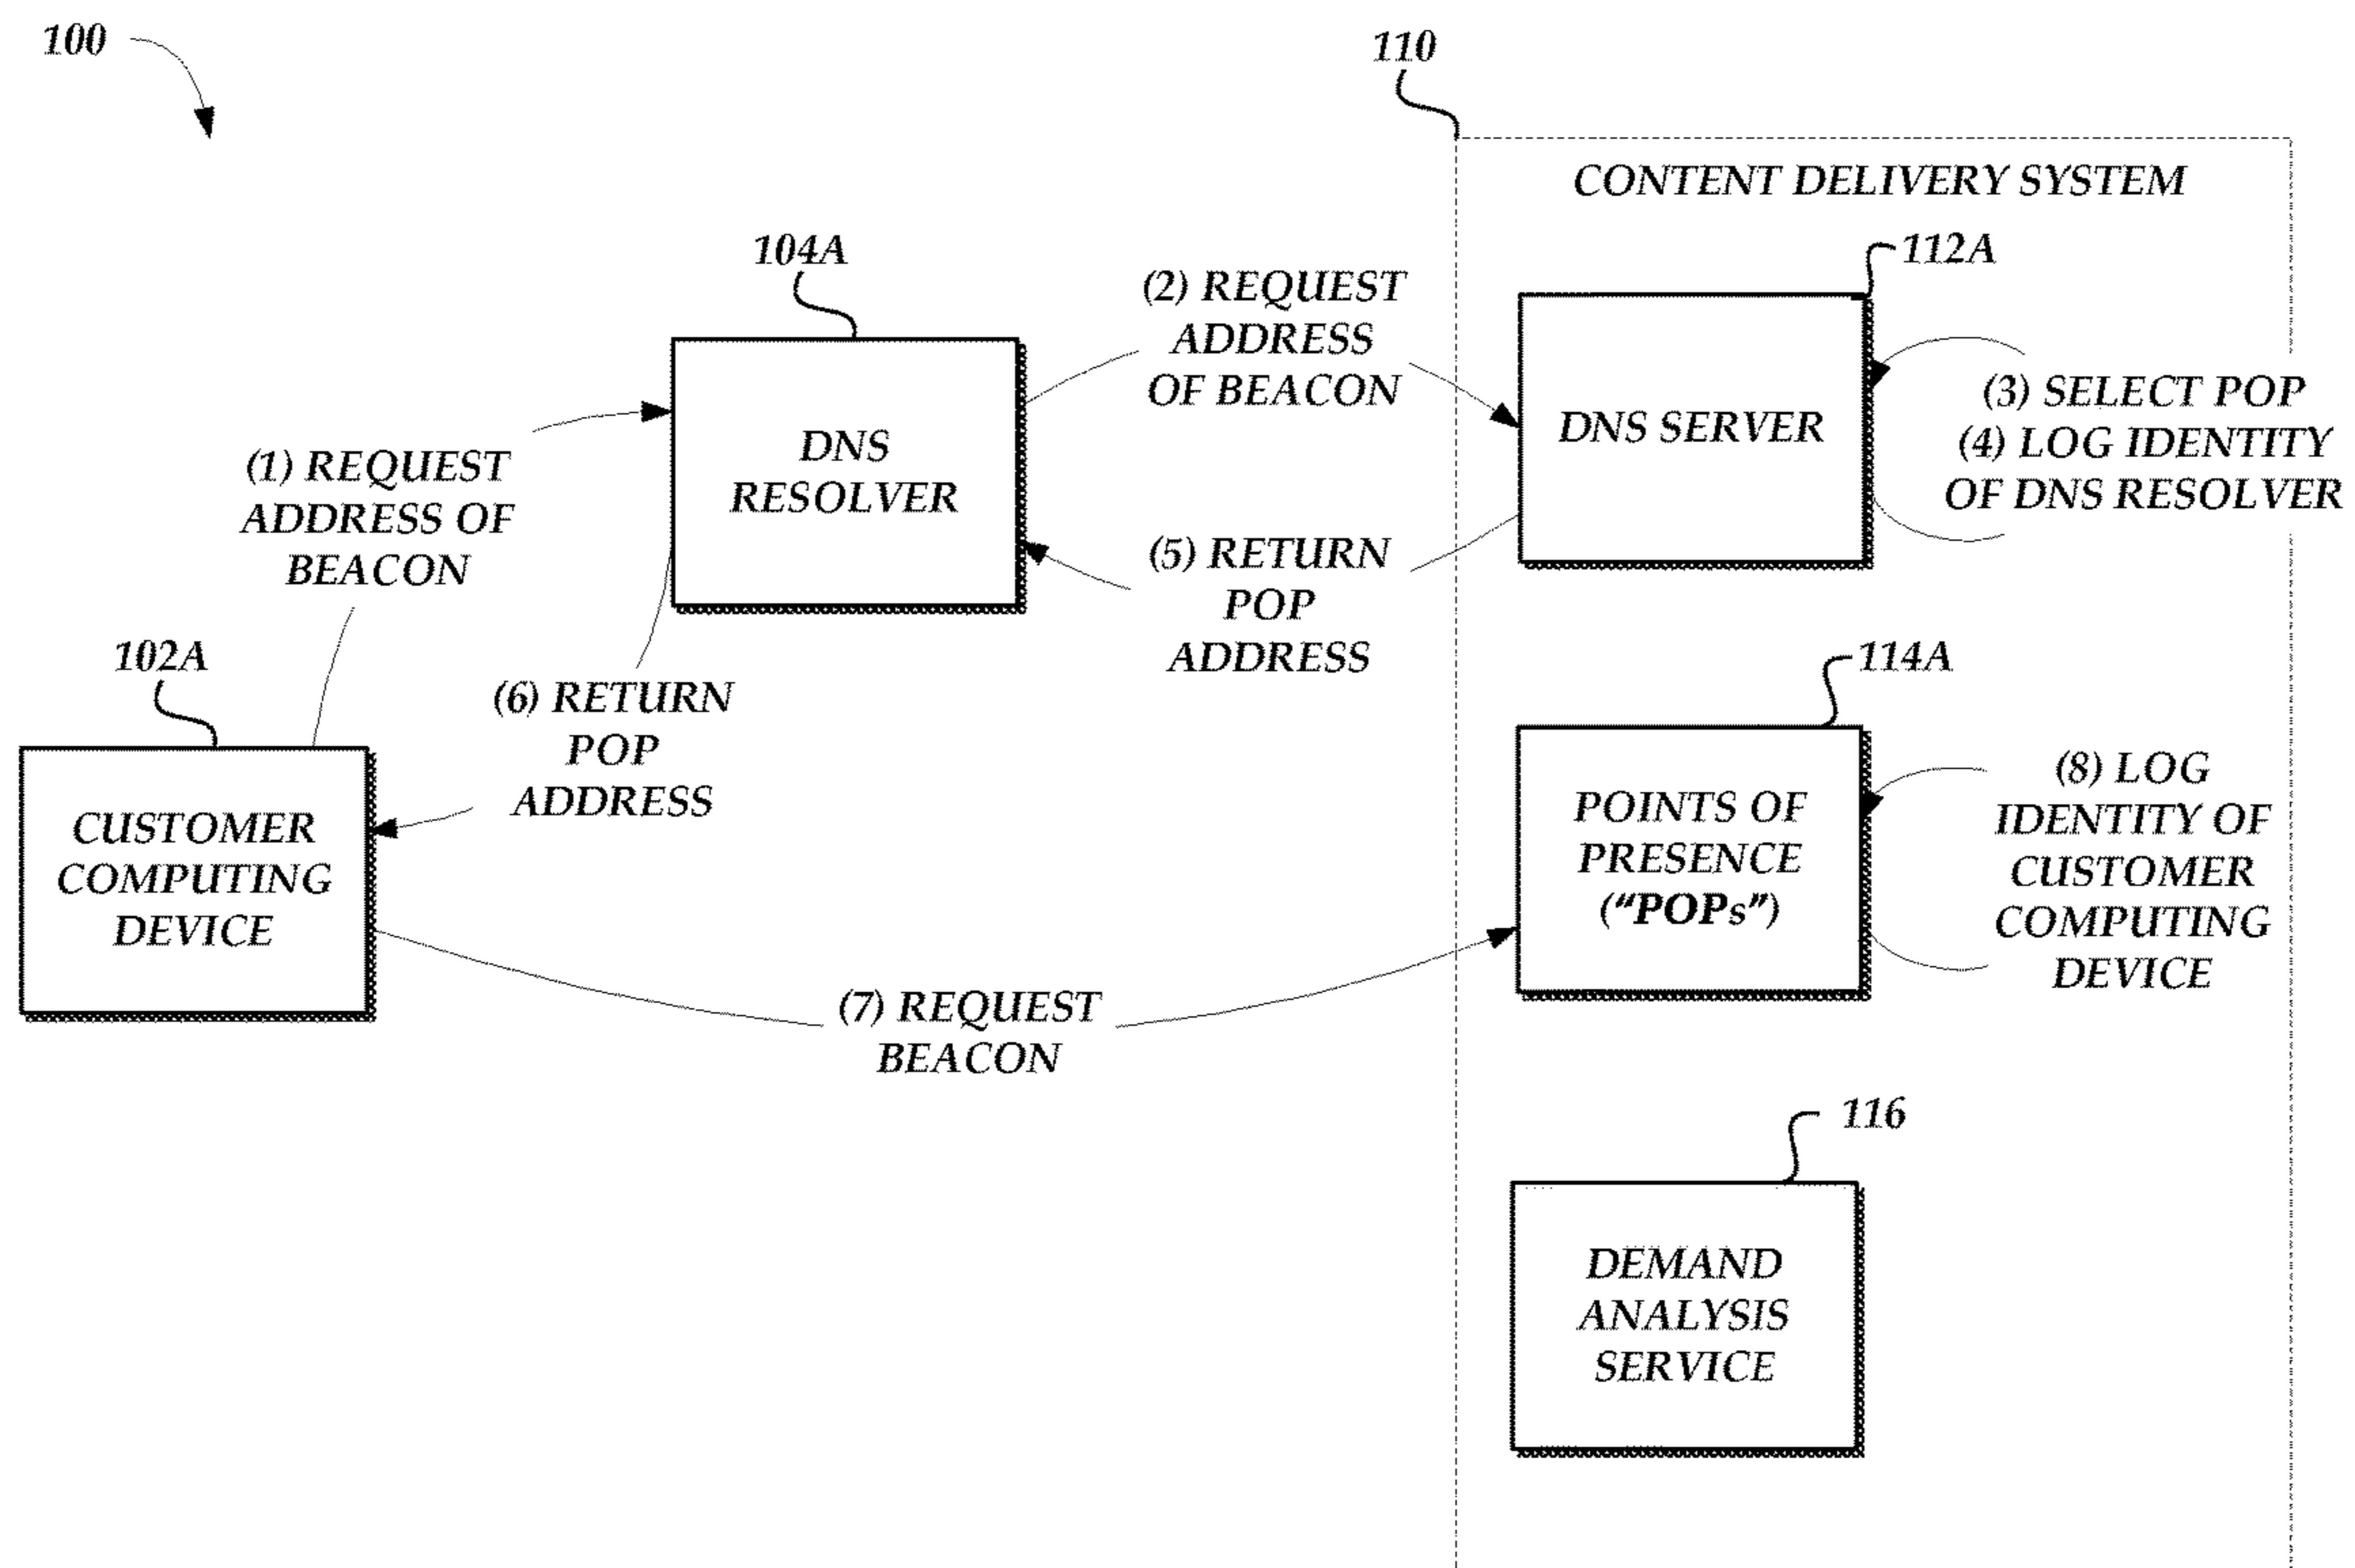 100
110
CONTENT DELIVERY SYSTEM
104A
112A
(2) REQUEST
ADDRESS
OF BEACON
DNS
RESOLVER
DNS SERVER
(3) SELECT POP
(4) LOG IDENTITY
OF DNS RESOLVER
(1) REQUEST
ADDRESS OF
BEACON
(5) RETURN
POP
ADDRESS
102A
114A
(6) RETURN
POP
ADDRESS
CUSTOMER
COMPUTING
DEVICE
POINTS OF
PRESENCE
(“POPs”)
(8) LOG
IDENTITY OF
CUSTOMER
COMPUTING
DEVICE
(7) REQUEST
BEACON
116
DEMAND
ANALYSIS
SERVICE